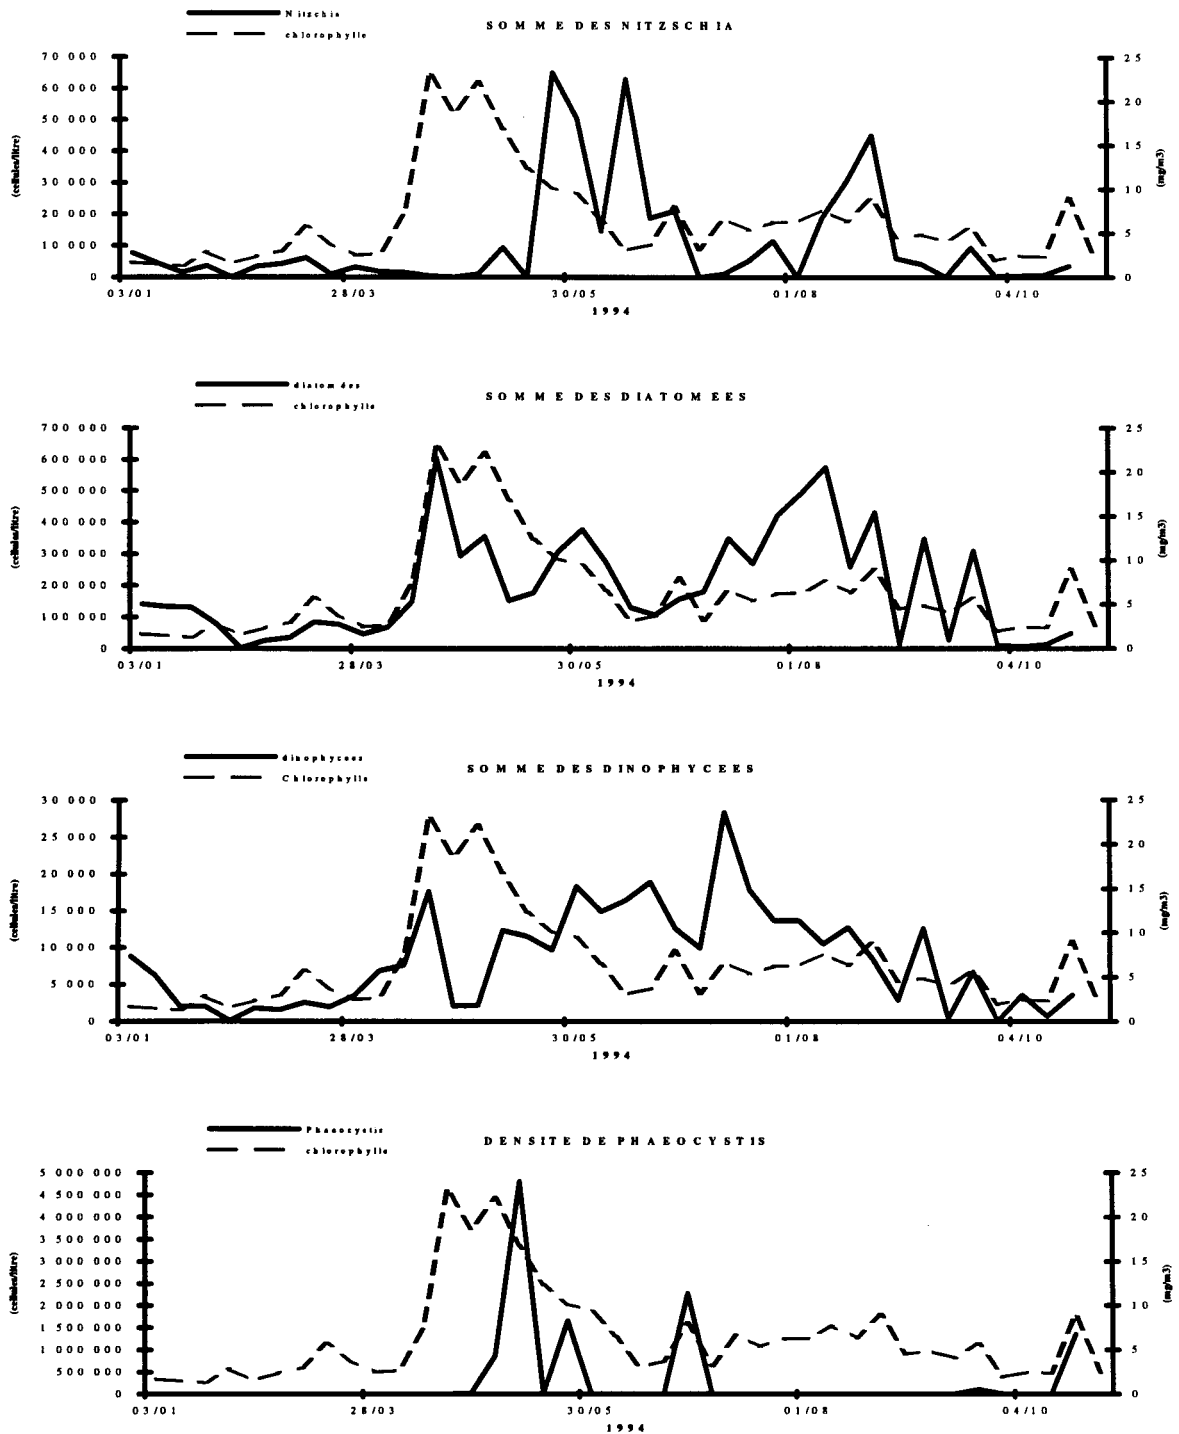 Nitzschia
chlorophylle
SOMME DES NITZSCHIA
(cellules/litre)
70 000
60 000
50 000
40 000
30 000
20 000
10 000
0
25
20
15
10
5
0
(mg/m3)
03/01 28/03 30/05 01/08 04/10
1994
diatomées
chlorophylle
SOMME DES DIATOMEES
(cellules/litre)
700 000
600 000
500 000
400 000
300 000
200 000
100 000
0
25
20
15
10
5
0
(mg/m3)
03/01 28/03 30/05 01/08 04/10
1994
dinophycees
Chlorophylle
SOMME DES DINOPHYCEES
(cellules/litre)
30 000
25 000
20 000
15 000
10 000
5 000
0
25
20
15
10
5
0
(mg/m3)
03/01 28/03 30/05 01/08 04/10
1994
Phaeocystis
chlorophylle
DENSITE DE PHAEOCYSTIS
(cellules/litre)
5 000 000
4 500 000
4 000 000
3 500 000
3 000 000
2 500 000
2 000 000
1 500 000
1 000 000
500 000
0
25
20
15
10
5
0
(mg/m3)
03/01 28/03 30/05 01/08 04/10
1994